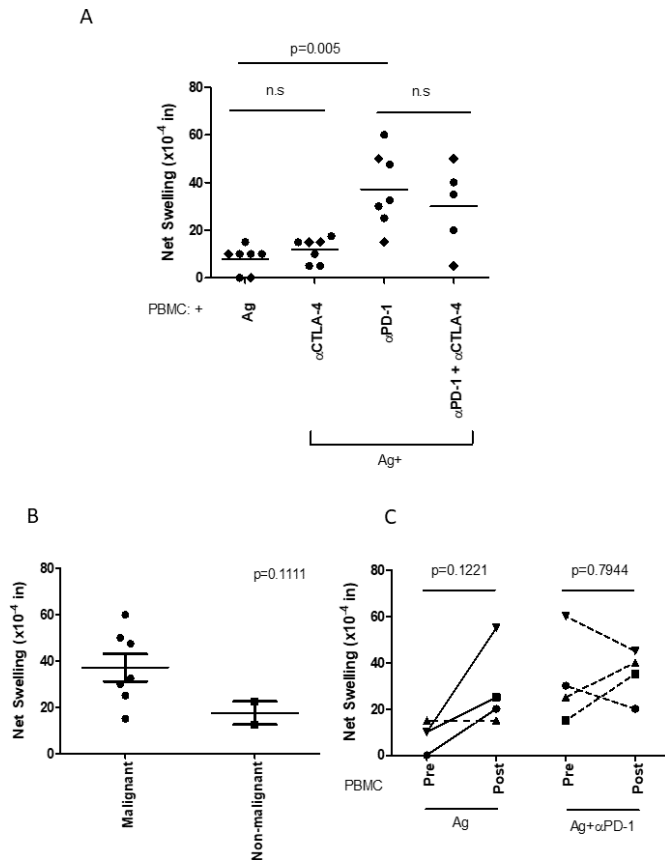 A
p=0.005
n.s
n.s
Net Swelling (x10⁻⁴ in)
80
60
40
20
0
PBMC: +
Ag
αCTLA-4
αPD-1
αPD-1 + αCTLA-4
Ag+
B
p=0.1111
Net Swelling (x10⁻⁴ in)
80
60
40
20
0
Malignant
Non-malignant
C
p=0.1221
p=0.7944
Net Swelling (x10⁻⁴ in)
80
60
40
20
0
PBMC
Pre
Post
Pre
Post
Ag
Ag+αPD-1